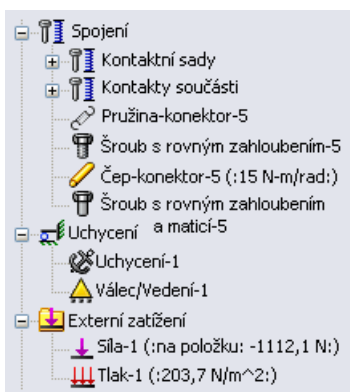 Spojení
Kontaktní sady
Kontakty součásti
Pružina-konektor-5
Šroub s rovným zahloubením-5
Čep-konektor-5 (:15 N-m/rad:)
Šroub s rovným zahloubením
a maticí-5
Uchycení
Uchycení-1
Válec/Vedení-1
Externí zatížení
Síla-1 (:na položku: -1112,1 N:)
Tlak-1 (:203,7 N/m^2:)